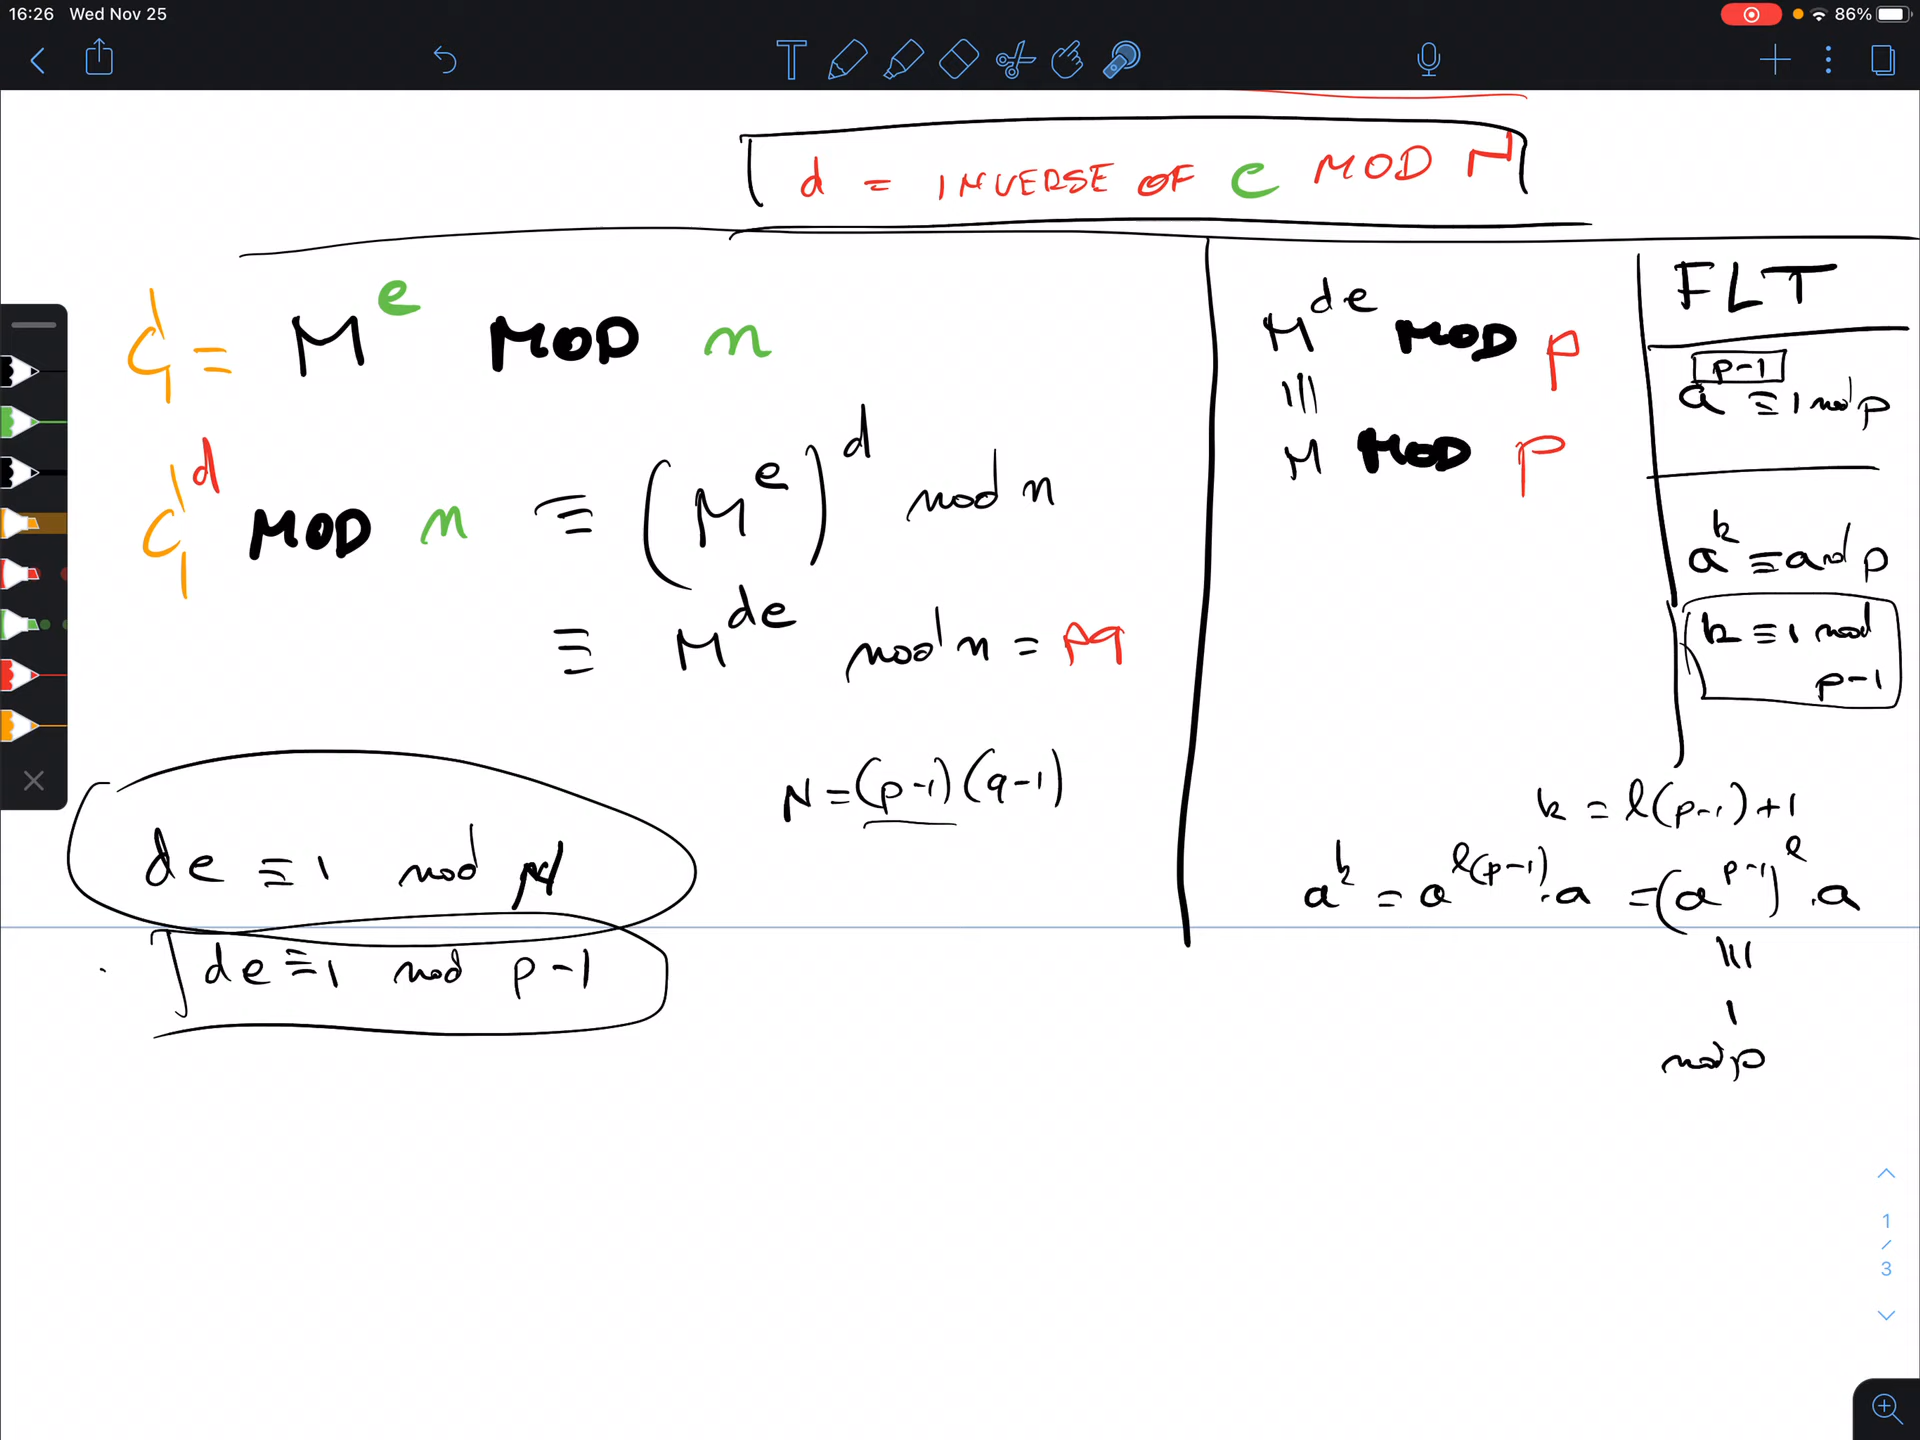 16:26 Wed Nov 25
86%
T
d = INVERSE OF e MOD N
C = M^e MOD n
C^d MOD n ≡ (M^e)^d mod n
≡ M^{de} mod n = M
N = (p-1)(q-1)
de ≡ 1 mod N
de ≡ 1 mod p-1
M^{de} MOD p
≡
M MOD p
FLT
a^{p-1} ≡ 1 mod p
a^k ≡ a mod p
k ≡ 1 mod
p-1
k = l(p-1)+1
a^k = a^{l(p-1)}·a = (a^{p-1})^l·a
≡
1
mod p
1
/
3